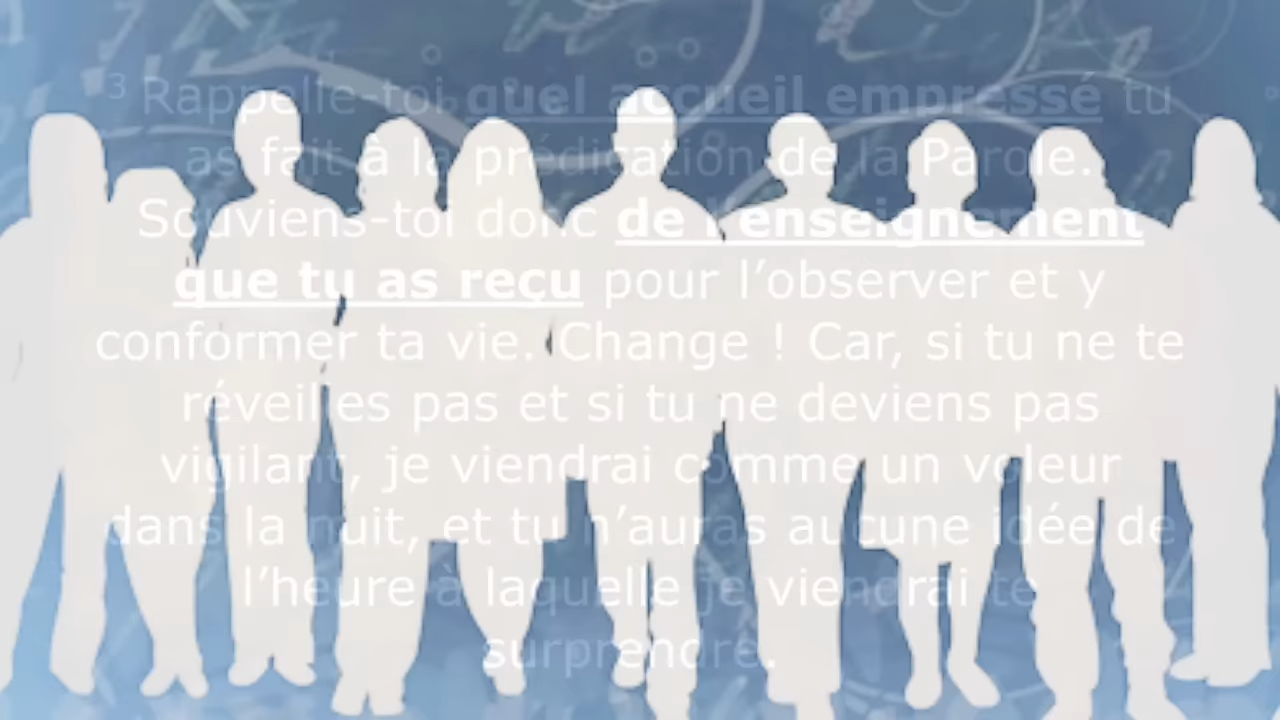 ³ Rappelle-toi quel accueil empressé tu
as fait à la prédication de la Parole.
Souviens-toi donc de l'enseignement
que tu as reçu pour l’observer et y
conformer ta vie. Change ! Car, si tu ne te
réveilles pas et si tu ne deviens pas
vigilant, je viendrai comme un voleur
dans la nuit, et tu n’auras aucune idée de
l’heure à laquelle je viendrai te
surprendre.